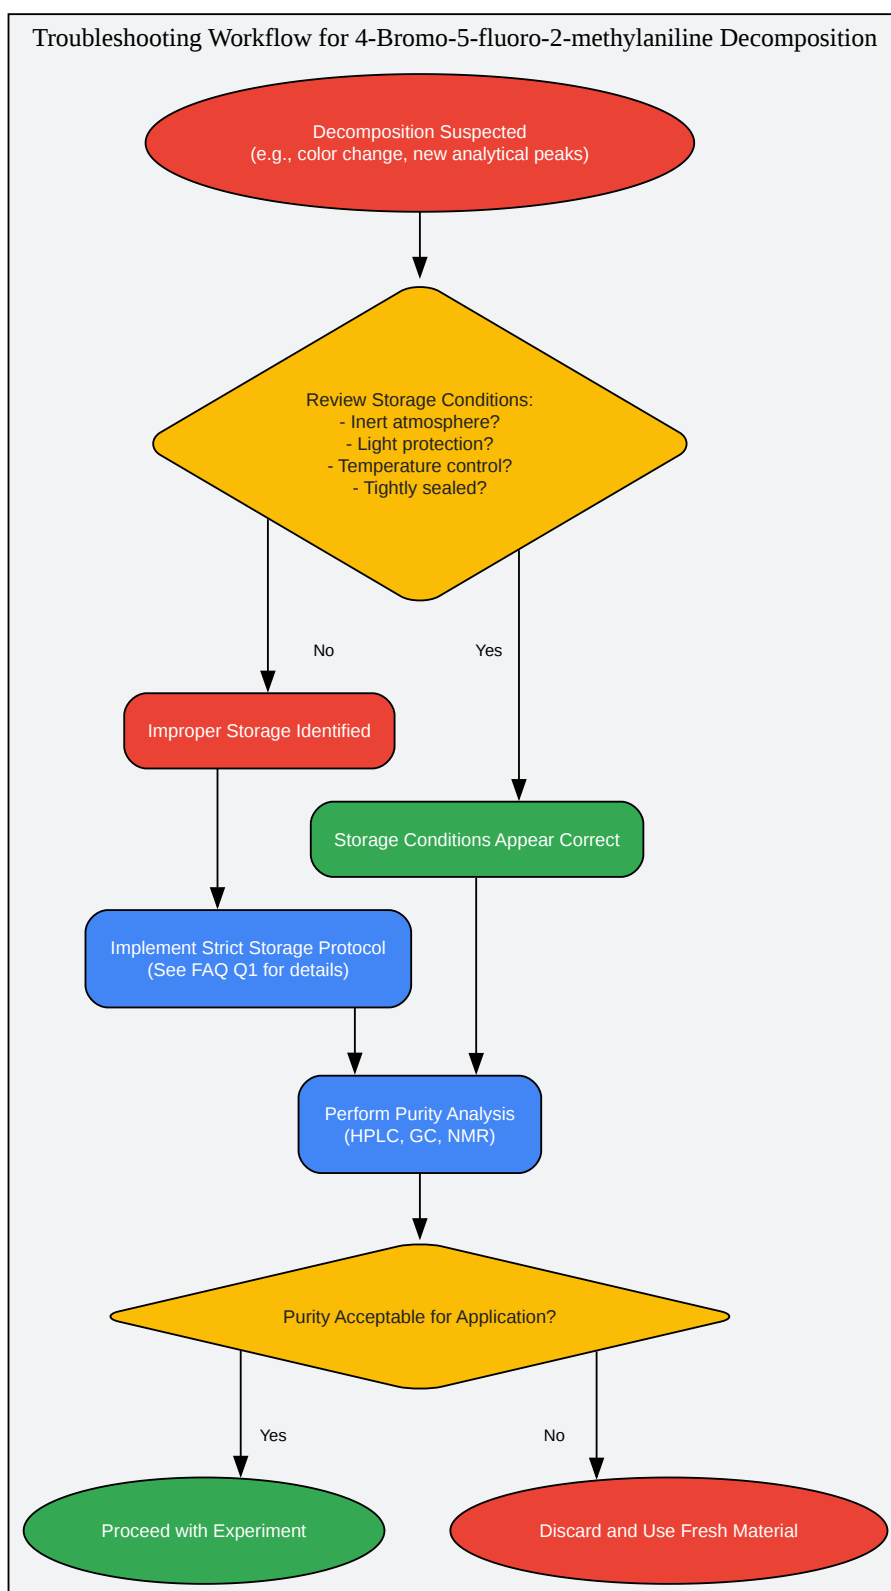 Troubleshooting Workflow for 4-Bromo-5-fluoro-2-methylaniline Decomposition
Decomposition Suspected
(e.g., color change, new analytical peaks)
Review Storage Conditions:
- Inert atmosphere?
- Light protection?
- Temperature control?
- Tightly sealed?
No
Yes
Improper Storage Identified
Storage Conditions Appear Correct
Implement Strict Storage Protocol
(See FAQ Q1 for details)
Perform Purity Analysis
(HPLC, GC, NMR)
Purity Acceptable for Application?
Yes
No
Proceed with Experiment
Discard and Use Fresh Material